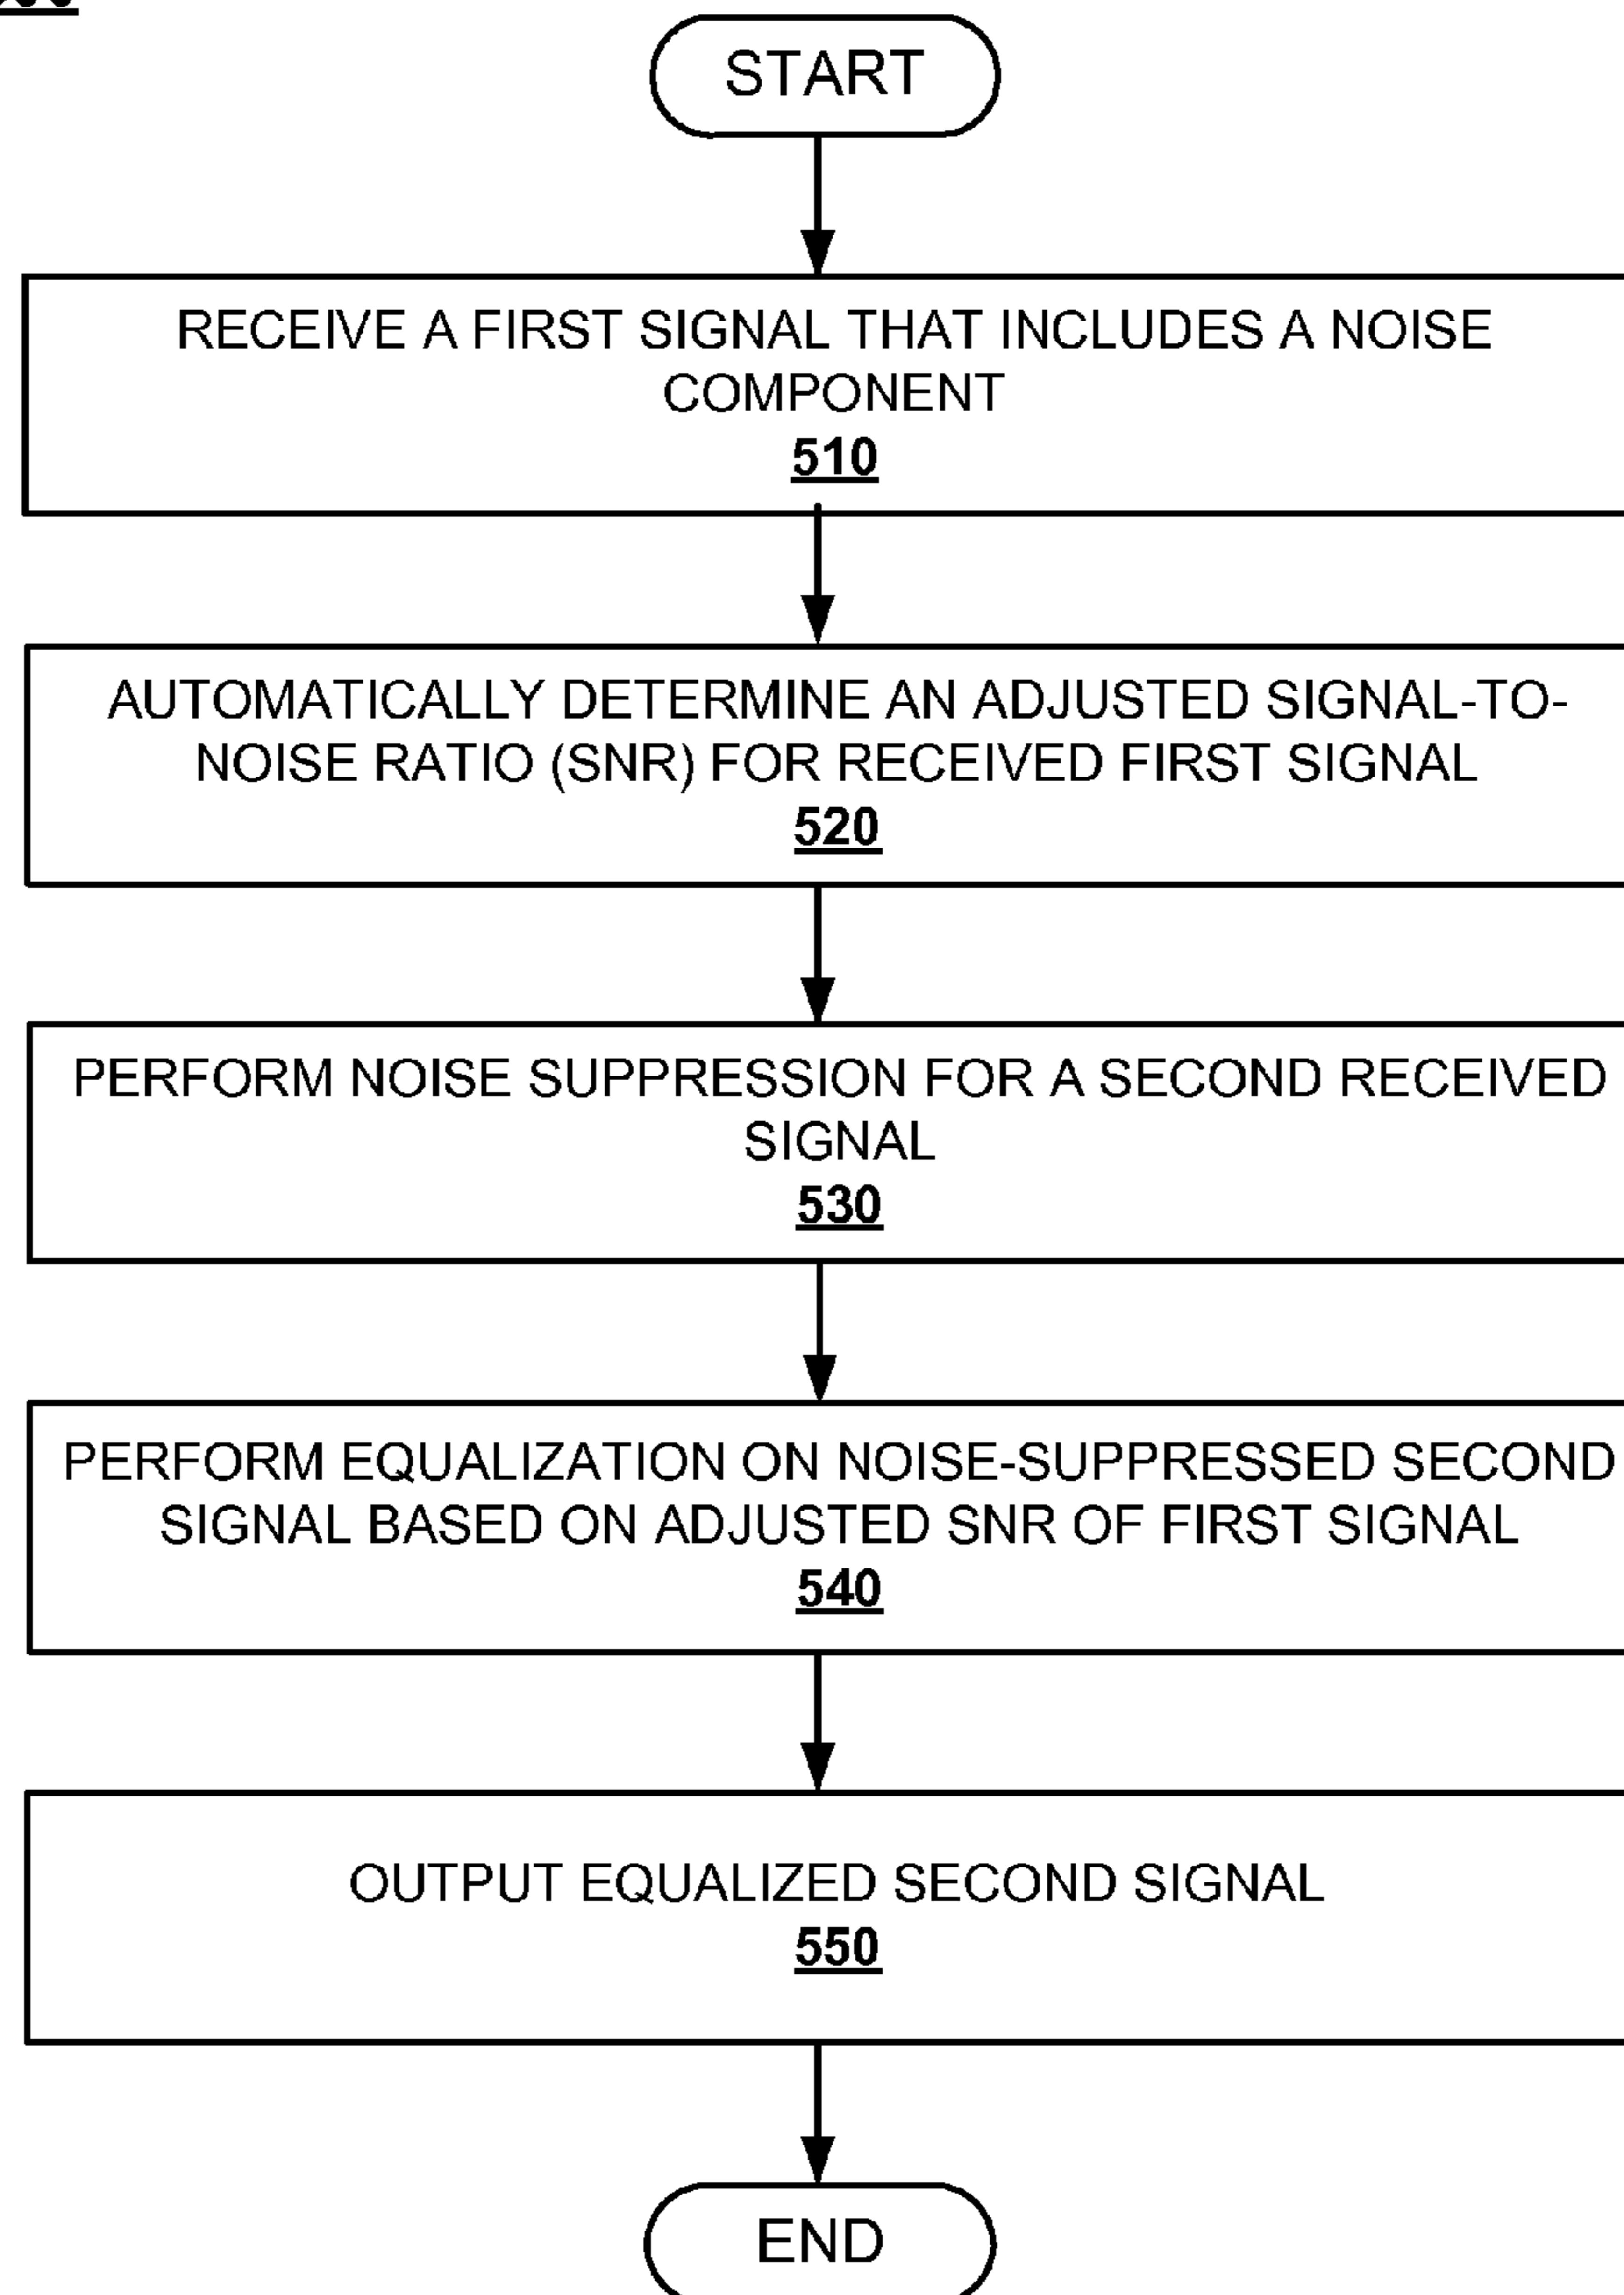 START
RECEIVE A FIRST SIGNAL THAT INCLUDES A NOISE
COMPONENT
510
AUTOMATICALLY DETERMINE AN ADJUSTED SIGNAL-TO-
NOISE RATIO (SNR) FOR RECEIVED FIRST SIGNAL
520
PERFORM NOISE SUPPRESSION FOR A SECOND RECEIVED
SIGNAL
530
PERFORM EQUALIZATION ON NOISE-SUPPRESSED SECOND
SIGNAL BASED ON ADJUSTED SNR OF FIRST SIGNAL
540
OUTPUT EQUALIZED SECOND SIGNAL
550
END